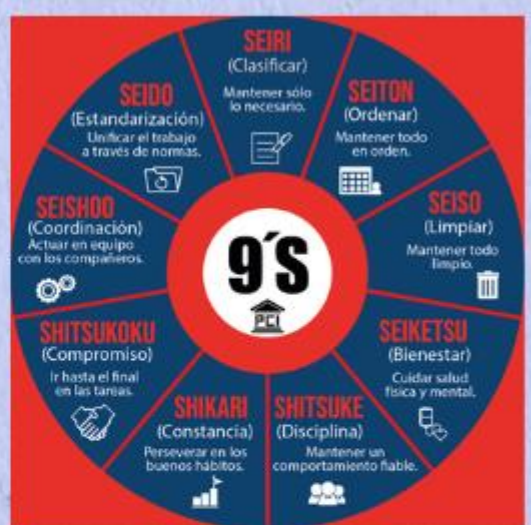 SEIRI
(Clasificar)
Mantener sólo
lo necesario.
SEITON
(Ordenar)
Mantener todo
en orden.
SEISO
(Limpiar)
Mantener todo
limpio.
SEIKETSU
(Bienestar)
Cuidar salud
física y mental.
SHITSUKE
(Disciplina)
Mantener un
comportamiento fiable.
SHIKARI
(Constancia)
Perseverar en los
buenos hábitos.
SHITSUKOKU
(Compromiso)
Ir hasta el final
en las tareas.
SEISHOO
(Coordinación)
Actuar en equipo
con los compañeros.
SEIDO
(Estandarización)
Unificar el trabajo
a través de normas.
9´S
PCI